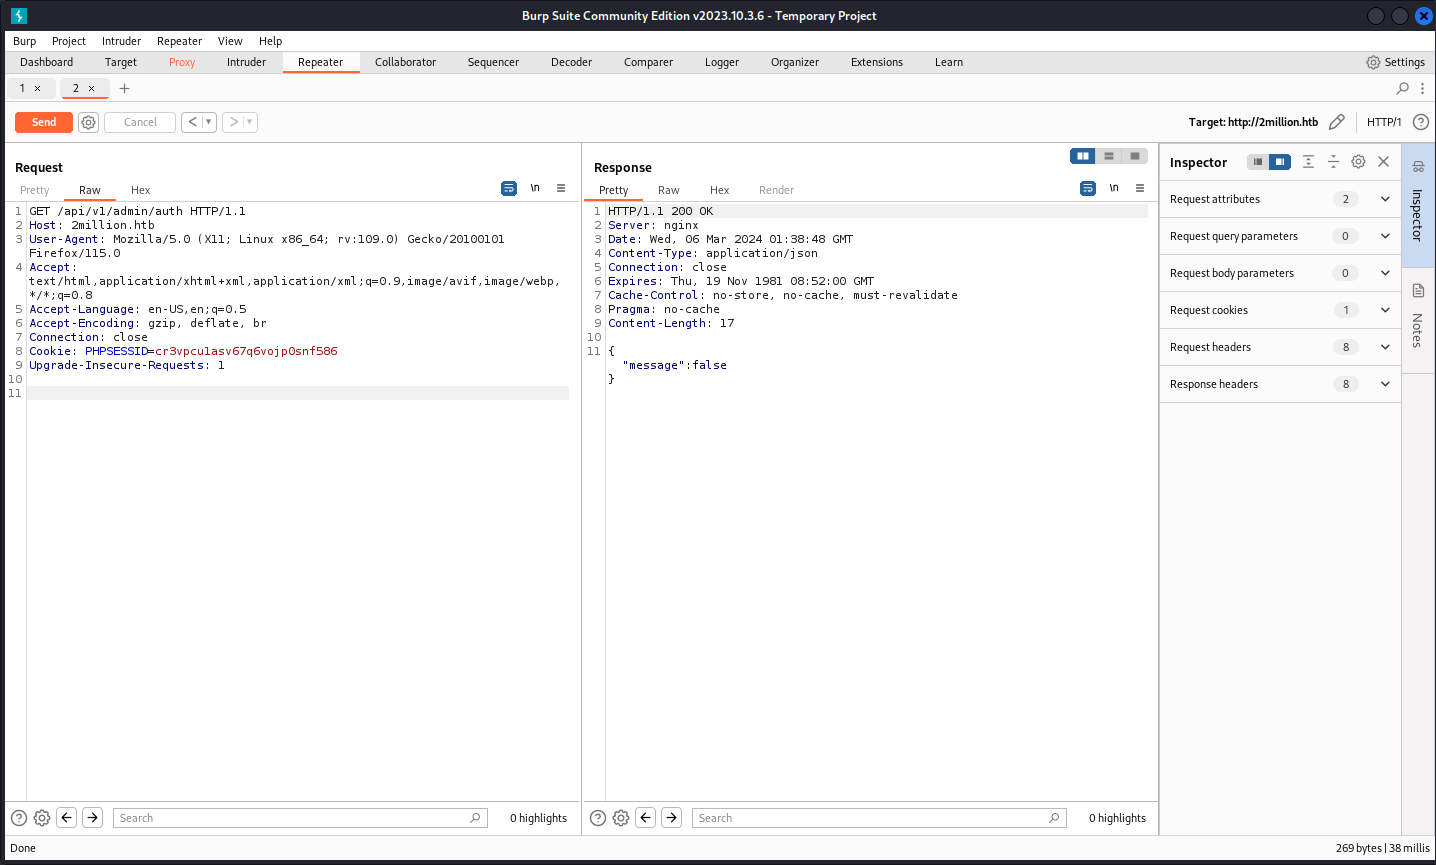 Burp Suite Community Edition v2023.10.3.6 - Temporary Project
Burp Project Intruder Repeater View Help
Dashboard Target Proxy Intruder Repeater Collaborator Sequencer Decoder Comparer Logger Organizer Extensions Learn Settings
1 × 2 × +
Send Cancel < > Target: http://2million.htb HTTP/1 ?
Request
Pretty Raw Hex \n
1 GET /api/v1/admin/auth HTTP/1.1
2 Host: 2million.htb
3 User-Agent: Mozilla/5.0 (X11; Linux x86_64; rv:109.0) Gecko/20100101
Firefox/115.0
4 Accept:
text/html,application/xhtml+xml,application/xml;q=0.9,image/avif,image/webp,
*/*;q=0.8
5 Accept-Language: en-US,en;q=0.5
6 Accept-Encoding: gzip, deflate, br
7 Connection: close
8 Cookie: PHPSESSID=cr3vpcu1asv67q6vojp0snf586
9 Upgrade-Insecure-Requests: 1
10
11
? Search 0 highlights
Response
Pretty Raw Hex Render \n
1 HTTP/1.1 200 OK
2 Server: nginx
3 Date: Wed, 06 Mar 2024 01:38:48 GMT
4 Content-Type: application/json
5 Connection: close
6 Expires: Thu, 19 Nov 1981 08:52:00 GMT
7 Cache-Control: no-store, no-cache, must-revalidate
8 Pragma: no-cache
9 Content-Length: 17
10
11 {
"message":false
}
? Search 0 highlights
Inspector
Request attributes 2
Request query parameters 0
Request body parameters 0
Request cookies 1
Request headers 8
Response headers 8
Inspector
Notes
Done 269 bytes | 38 millis